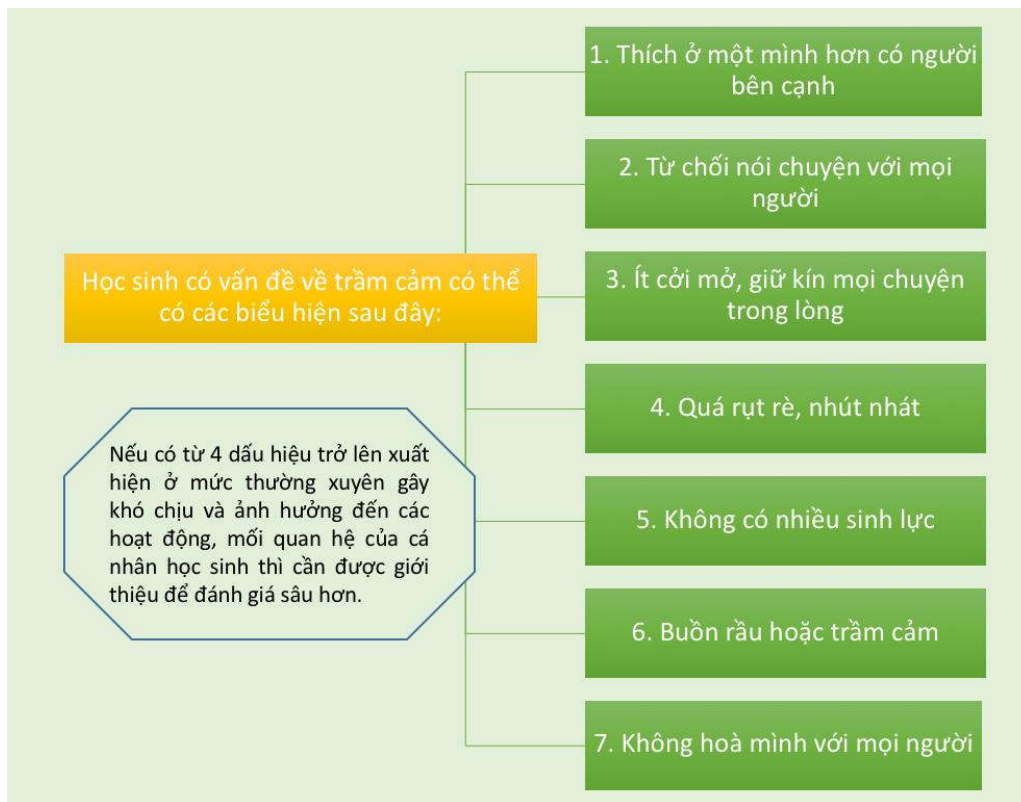 Học sinh có vấn đề về trầm cảm có thể
có các biểu hiện sau đây:
1. Thích ở một mình hơn có người
bên cạnh
2. Từ chối nói chuyện với mọi
người
3. Ít cởi mở, giữ kín mọi chuyện
trong lòng
4. Quá rụt rè, nhút nhát
5. Không có nhiều sinh lực
6. Buồn rầu hoặc trầm cảm
7. Không hoà mình với mọi người
Nếu có từ 4 dấu hiệu trở lên xuất
hiện ở mức thường xuyên gây
khó chịu và ảnh hưởng đến các
hoạt động, mối quan hệ của cá
nhân học sinh thì cần được giới
thiệu để đánh giá sâu hơn.